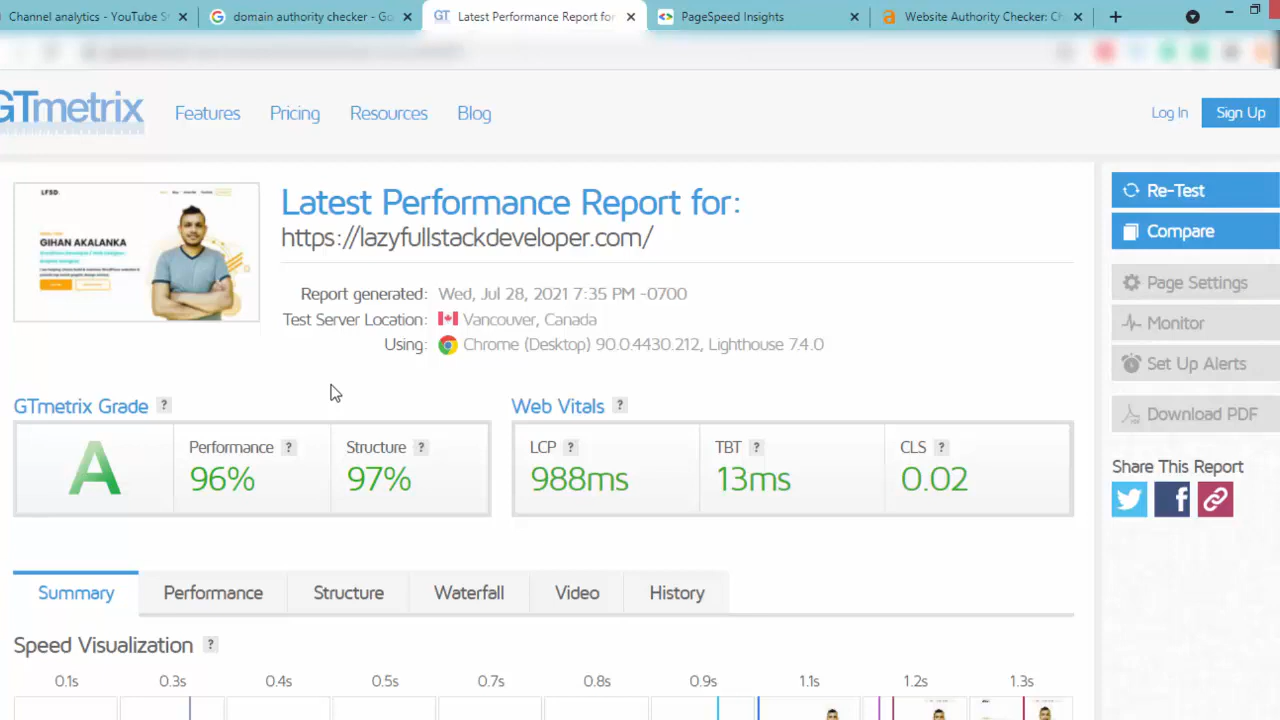 Channel analytics - YouTube S
domain authority checker - Go
GT Latest Performance Report for
PageSpeed Insights
a Website Authority Checker: Ch
GTmetrix
Features
Pricing
Resources
Blog
Log In
Sign Up
LFSD.
GIHAN AKALANKA
Latest Performance Report for:
https://lazyfullstackdeveloper.com/
Report generated: Wed, Jul 28, 2021 7:35 PM -0700
Test Server Location: Vancouver, Canada
Using: Chrome (Desktop) 90.0.4430.212, Lighthouse 7.4.0
Re-Test
Compare
Page Settings
Monitor
Set Up Alerts
Download PDF
Share This Report
GTmetrix Grade ?
Web Vitals ?
A
Performance ?
96%
Structure ?
97%
LCP ?
988ms
TBT ?
13ms
CLS ?
0.02
Summary
Performance
Structure
Waterfall
Video
History
Speed Visualization ?
0.1s 0.3s 0.4s 0.5s 0.7s 0.8s 0.9s 1.1s 1.2s 1.3s